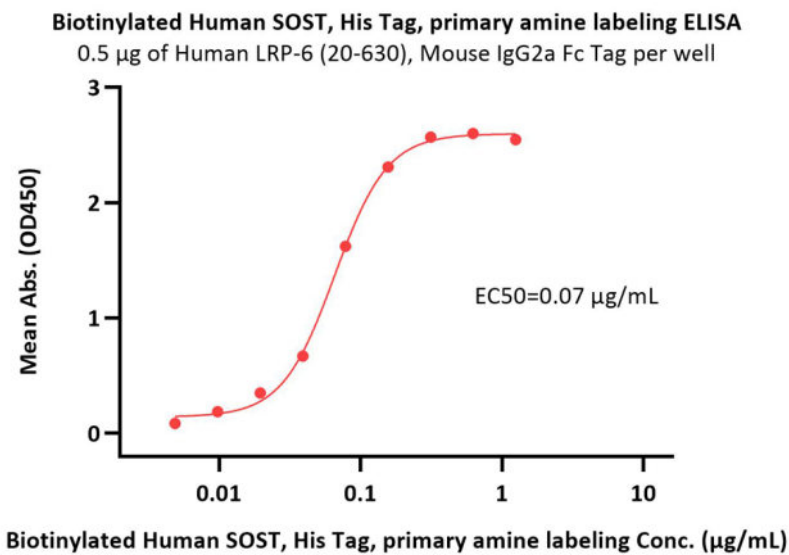 Biotinylated Human SOST, His Tag, primary amine labeling ELISA
0.5 μg of Human LRP-6 (20-630), Mouse IgG2a Fc Tag per well
3
2
1
0
Mean Abs. (OD450)
EC50=0.07 μg/mL
0.01 0.1 1 10
Biotinylated Human SOST, His Tag, primary amine labeling Conc. (μg/mL)